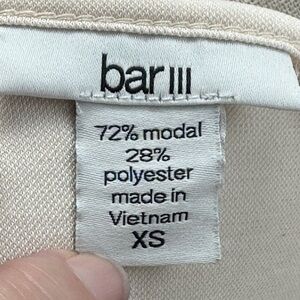 bar III
72% modal
28%
polyester
made in
Vietnam
XS